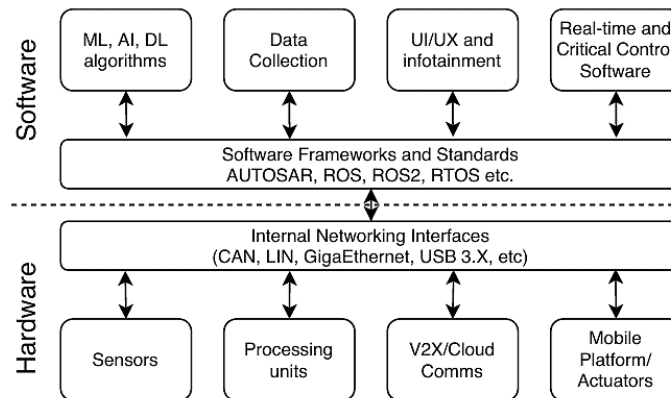 Software
ML, AI, DL
algorithms
Data
Collection
UI/UX and
infotainment
Real-time and
Critical Control
Software
Software Frameworks and Standards
AUTOSAR, ROS, ROS2, RTOS etc.
Hardware
Internal Networking Interfaces
(CAN, LIN, GigaEthernet, USB 3.X, etc)
Sensors
Processing
units
V2X/Cloud
Comms
Mobile
Platform/
Actuators